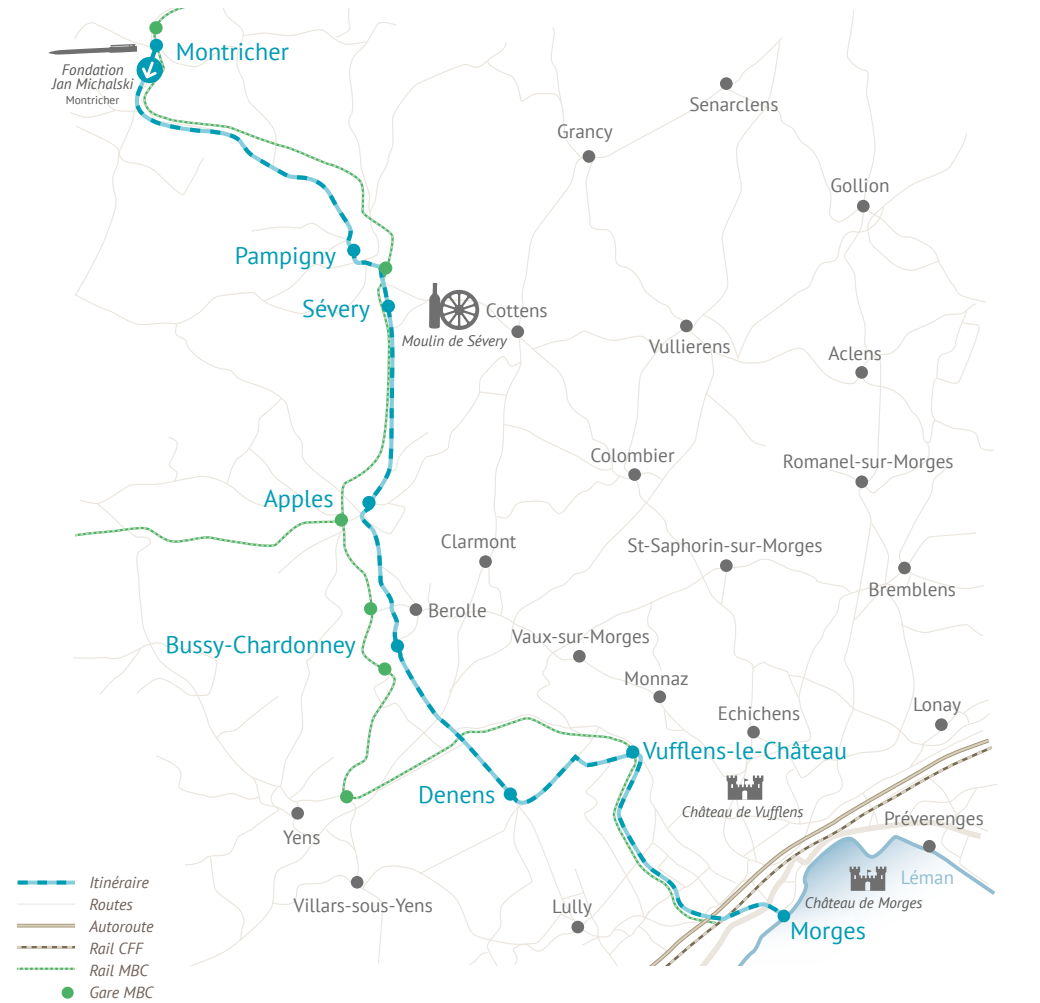 Montricher
Fondation
Jan Michalski
Montricher
Senarclens
Grancy
Gollion
Pampigny
Sévery
Cottens
Moulin de Sévery
Vullierens
Aclens
Colombier
Romanel-sur-Morges
Apples
Clarmont
St-Saphorin-sur-Morges
Bremblens
Berolle
Vaux-sur-Morges
Bussy-Chardonney
Monnaz
Echichens
Lonay
Vufflens-le-Château
Denens
Château de Vufflens
Préverenges
Yens
Léman
Château de Morges
Villars-sous-Yens
Lully
Morges
Itinéraire
Routes
Autoroute
Rail CFF
Rail MBC
Gare MBC